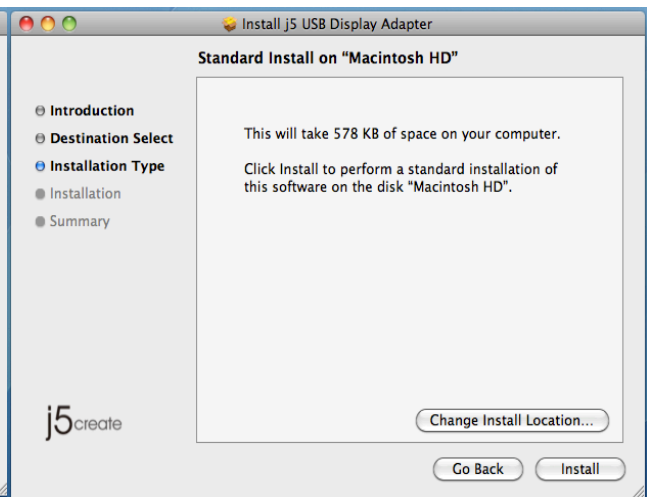 Install j5 USB Display Adapter
Standard Install on “Macintosh HD”
Introduction
Destination Select
Installation Type
Installation
Summary
This will take 578 KB of space on your computer.
Click Install to perform a standard installation of
this software on the disk “Macintosh HD”.
j5create
Change Install Location...
Go Back
Install